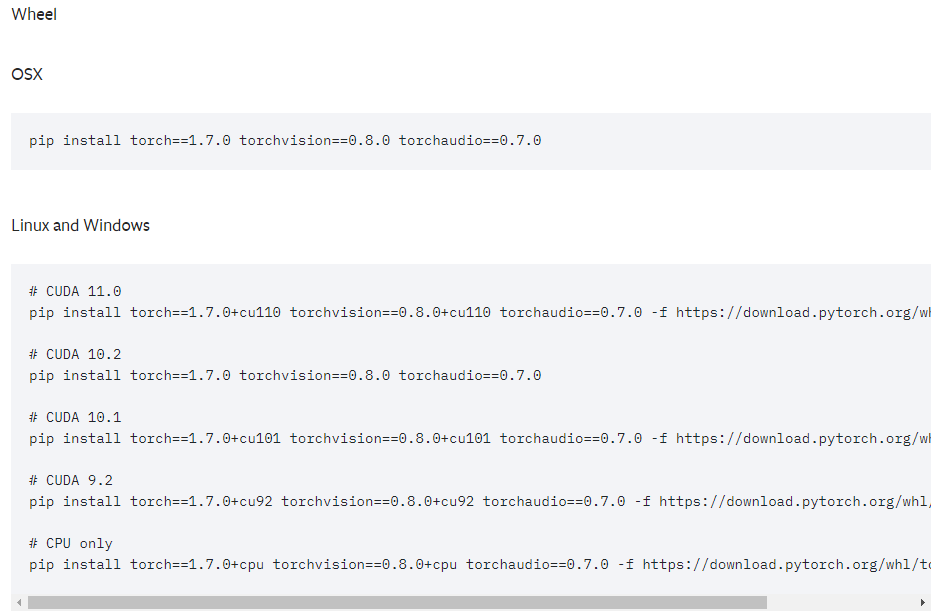 Wheel
OSX
pip install torch==1.7.0 torchvision==0.8.0 torchaudio==0.7.0
Linux and Windows
# CUDA 11.0
pip install torch==1.7.0+cu110 torchvision==0.8.0+cu110 torchaudio==0.7.0 -f https://download.pytorch.org/wh
# CUDA 10.2
pip install torch==1.7.0 torchvision==0.8.0 torchaudio==0.7.0
# CUDA 10.1
pip install torch==1.7.0+cu101 torchvision==0.8.0+cu101 torchaudio==0.7.0 -f https://download.pytorch.org/wh
# CUDA 9.2
pip install torch==1.7.0+cu92 torchvision==0.8.0+cu92 torchaudio==0.7.0 -f https://download.pytorch.org/whl/
# CPU only
pip install torch==1.7.0+cpu torchvision==0.8.0+cpu torchaudio==0.7.0 -f https://download.pytorch.org/whl/to